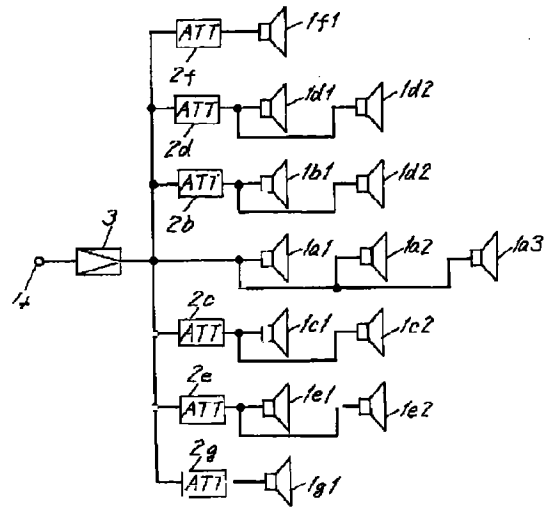 ATT
1f1
2f
ATT
1d1
1d2
2d
ATT
1b1
1d2
2b
3
1a1
1a2
1a3
14
2c
ATT
1c1
1c2
2e
ATT
1e1
1e2
2g
ATT
1g1